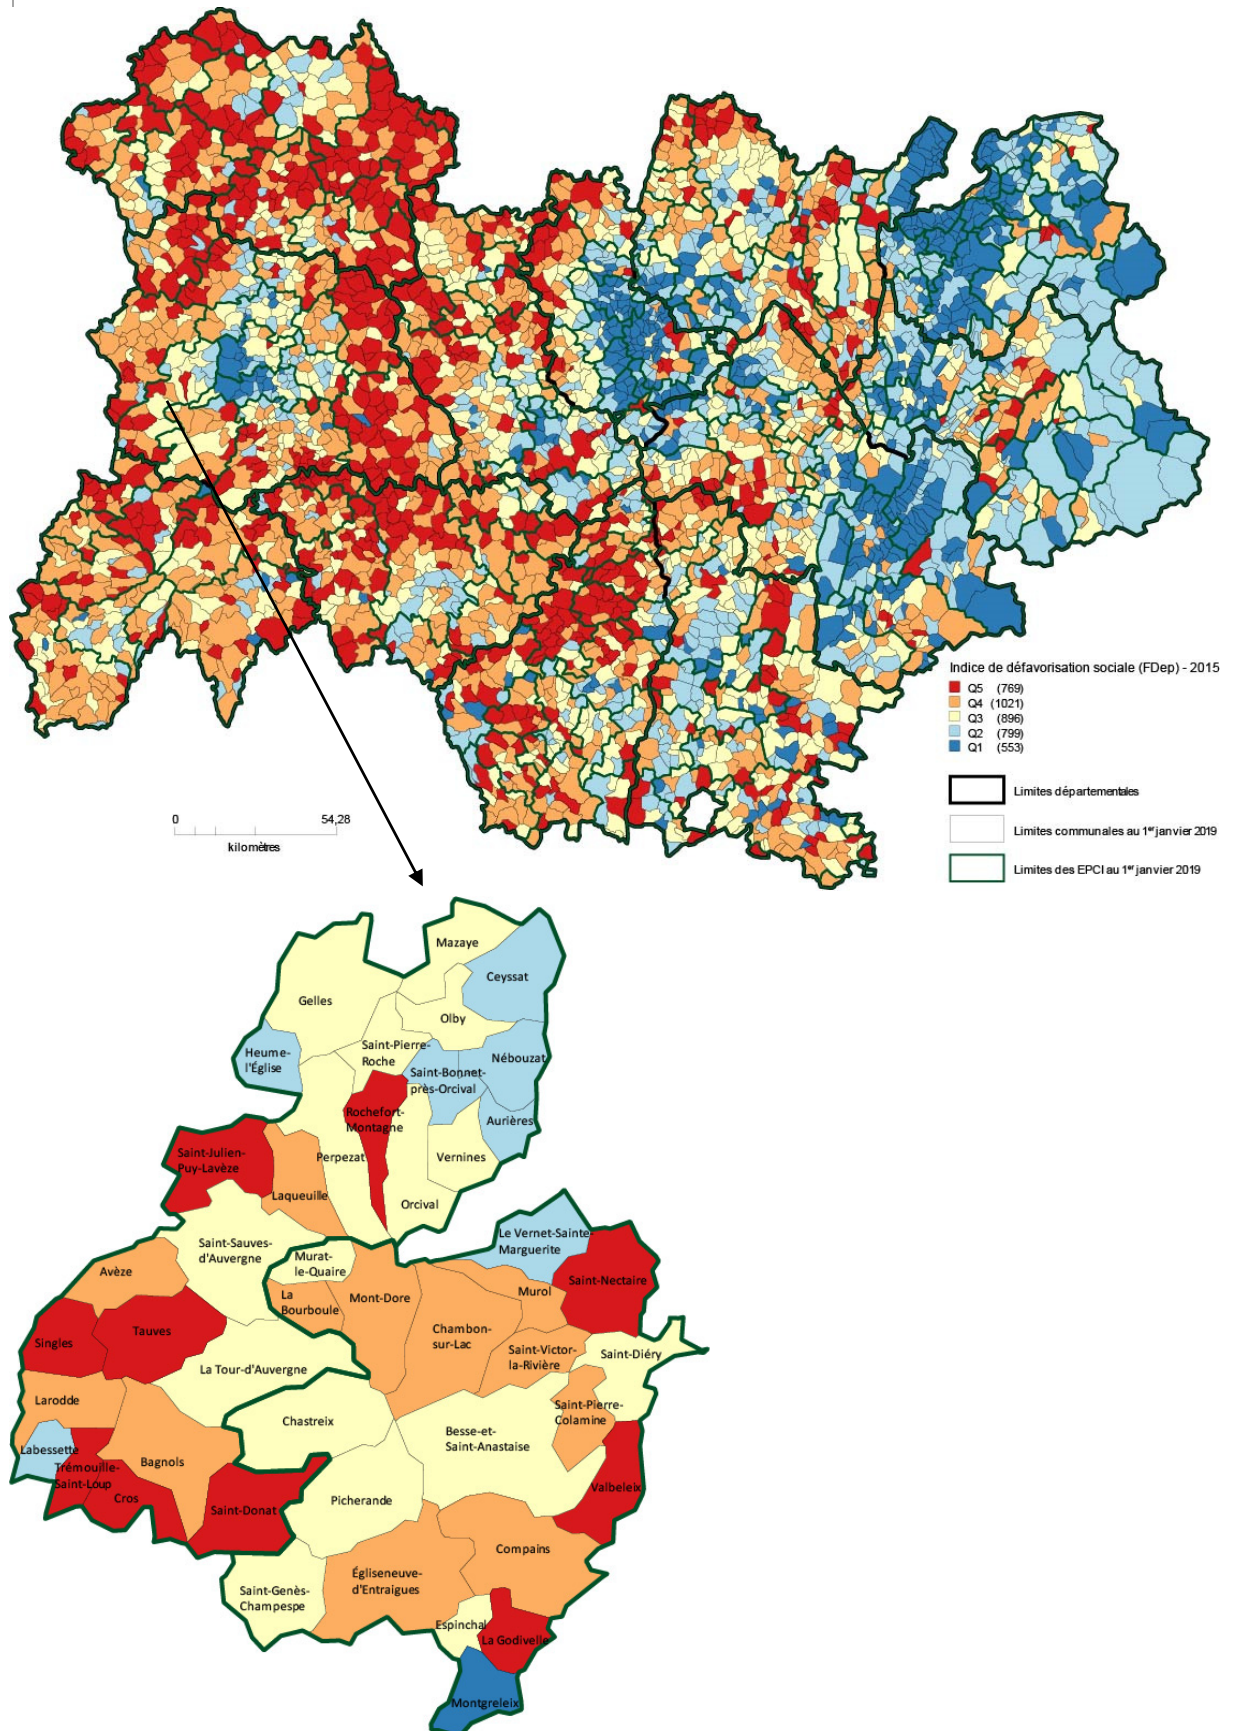 Indice de défavorisation sociale (FDep) - 2015
Q5 (769)
Q4 (1021)
Q3 (896)
Q2 (799)
Q1 (553)
Limites départementales
Limites communales au 1er janvier 2019
Limites des EPCI au 1er janvier 2019
0 54,28
kilomètres
Mazaye
Ceyssat
Gelles
Olby
Heume-
l'Église
Saint-Pierre-
Roche
Nébouzat
Saint-Bonnet-
près-Orcival
Rochefort-
Montagne
Aurières
Saint-Julien-
Puy-Lavèze
Perpezat
Vernines
Laqueuille
Orcival
Saint-Sauves-
d'Auvergne
Le Vernet-Sainte-
Marguerite
Murat-
le-Quaire
Avèze
Saint-Nectaire
La
Bourboule
Mont-Dore
Murol
Singles
Tauves
Chambon-
sur-Lac
Saint-Victor-
la-Rivière
Saint-Diéry
La Tour-d'Auvergne
Larodde
Saint-Pierre-
Colamine
Chastreix
Besse-et-
Saint-Anastaise
Labessette
Bagnols
Trémouille-
Saint-Loup
Cros
Valbeleix
Saint-Donat
Picherande
Compains
Égliseneuve-
d'Entraigues
Saint-Genès-
Champespe
Espinchal
La Godivelle
Montgreleix